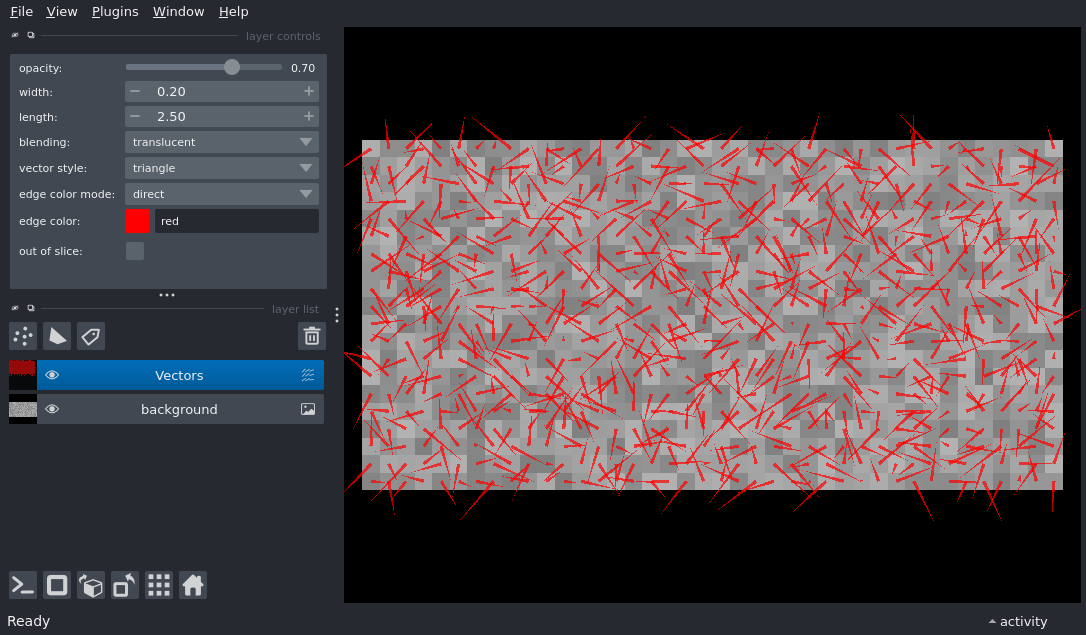 File View Plugins Window Help
layer controls
opacity: 0.70
width: 0.20
length: 2.50
blending: translucent
vector style: triangle
edge color mode: direct
edge color: red
out of slice:
layer list
Vectors
background
Ready
activity